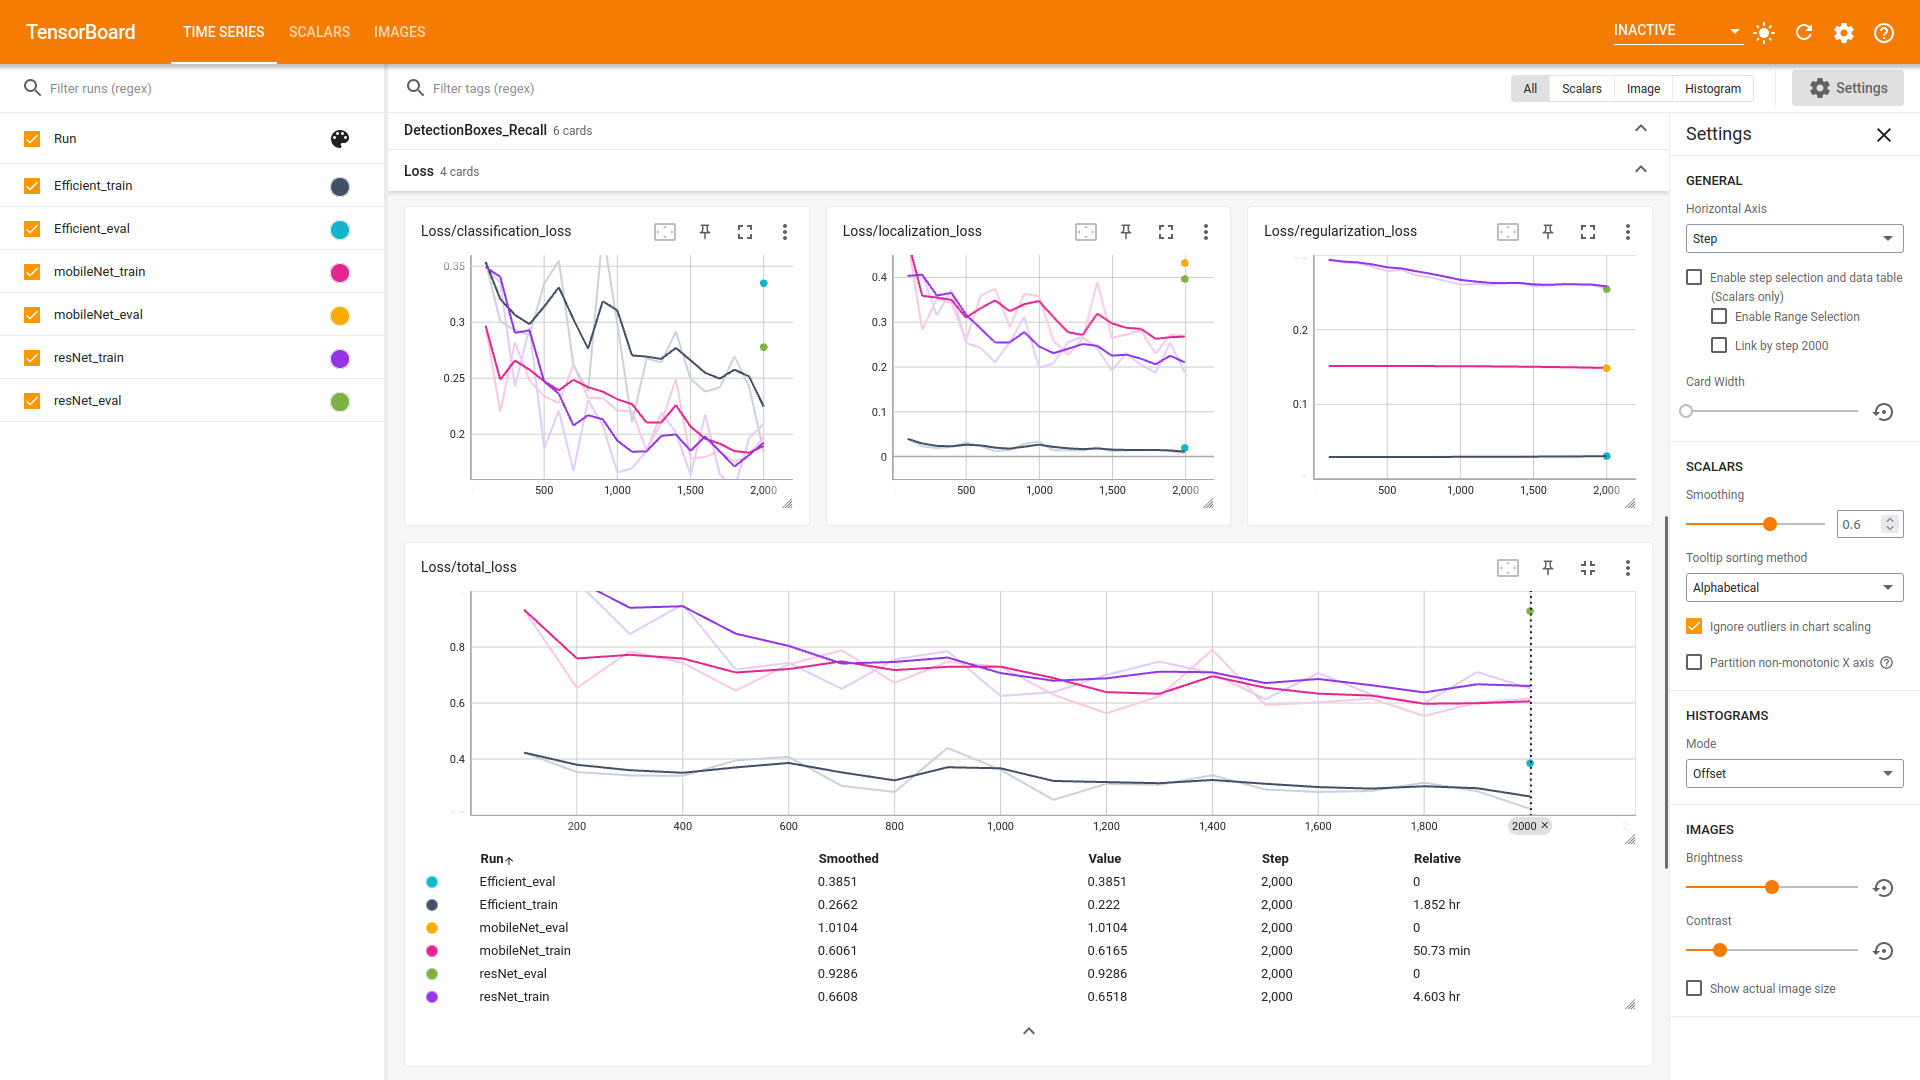 TensorBoard
TIME SERIES
SCALARS
IMAGES
INACTIVE
Filter runs (regex)
Run
Efficient_train
Efficient_eval
mobileNet_train
mobileNet_eval
resNet_train
resNet_eval
Filter tags (regex)
All
Scalars
Image
Histogram
Settings
DetectionBoxes_Recall 6 cards
Loss 4 cards
Loss/classification_loss
0.35
0.3
0.25
0.2
500 1,000 1,500 2,000
Loss/localization_loss
0.4
0.3
0.2
0.1
0
500 1,000 1,500 2,000
Loss/regularization_loss
0.2
0.1
500 1,000 1,500 2,000
Loss/total_loss
0.8
0.6
0.4
200 400 600 800 1,000 1,200 1,400 1,600 1,800 2000 ×
Run Smoothed Value Step Relative
Efficient_eval 0.3851 0.3851 2,000 0
Efficient_train 0.2662 0.222 2,000 1.852 hr
mobileNet_eval 1.0104 1.0104 2,000 0
mobileNet_train 0.6061 0.6165 2,000 50.73 min
resNet_eval 0.9286 0.9286 2,000 0
resNet_train 0.6608 0.6518 2,000 4.603 hr
Settings
GENERAL
Horizontal Axis
Step
Enable step selection and data table
(Scalars only)
Enable Range Selection
Link by step 2000
Card Width
SCALARS
Smoothing
0.6
Tooltip sorting method
Alphabetical
Ignore outliers in chart scaling
Partition non-monotonic X axis
HISTOGRAMS
Mode
Offset
IMAGES
Brightness
Contrast
Show actual image size